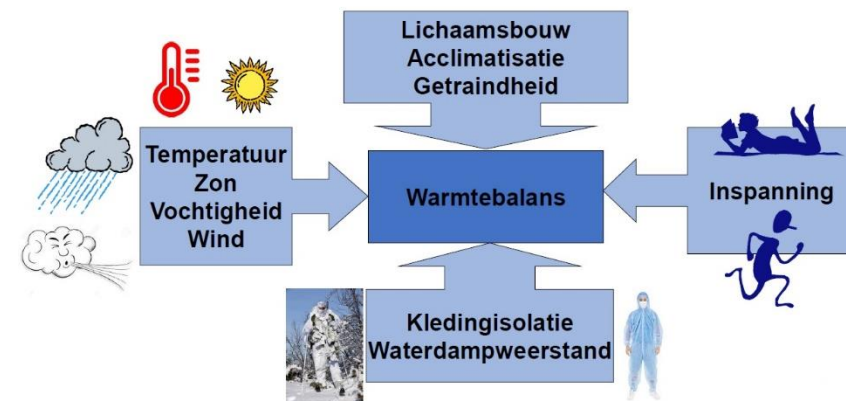 Lichaamsbouw
Acclimatisatie
Getraindheid
Temperatuur
Zon
Vochtigheid
Wind
Warmtebalans
Inspanning
Kledingisolatie
Waterdampweerstand